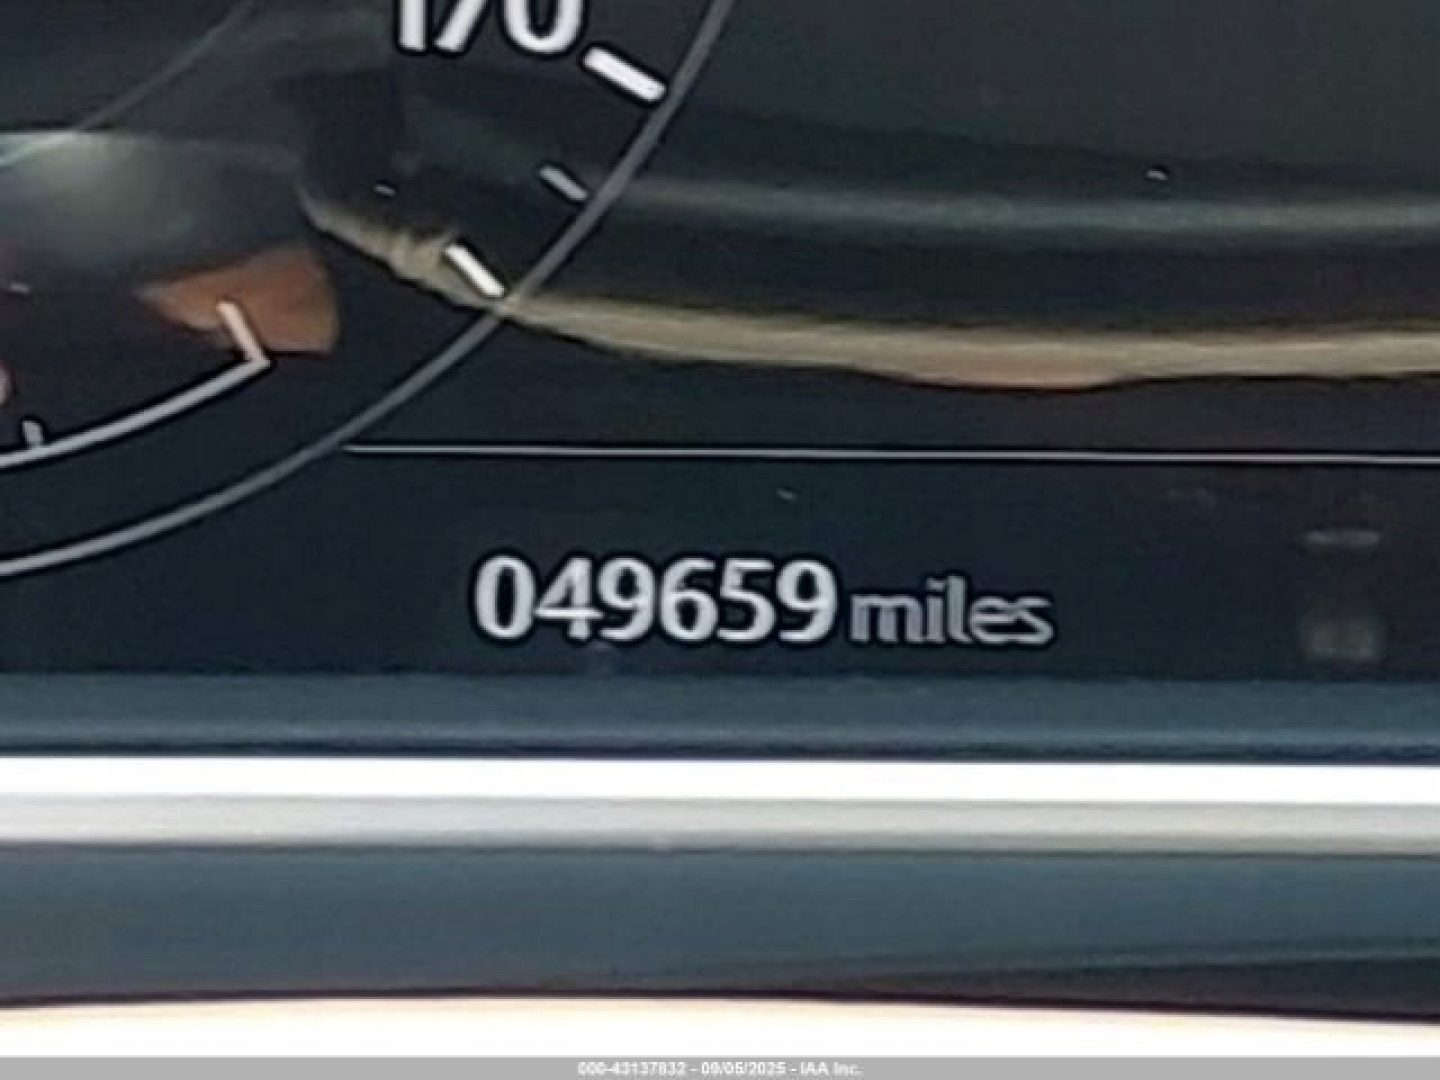 170
049659 miles
000-43137832 - 09/05/2025 - IAA Inc.